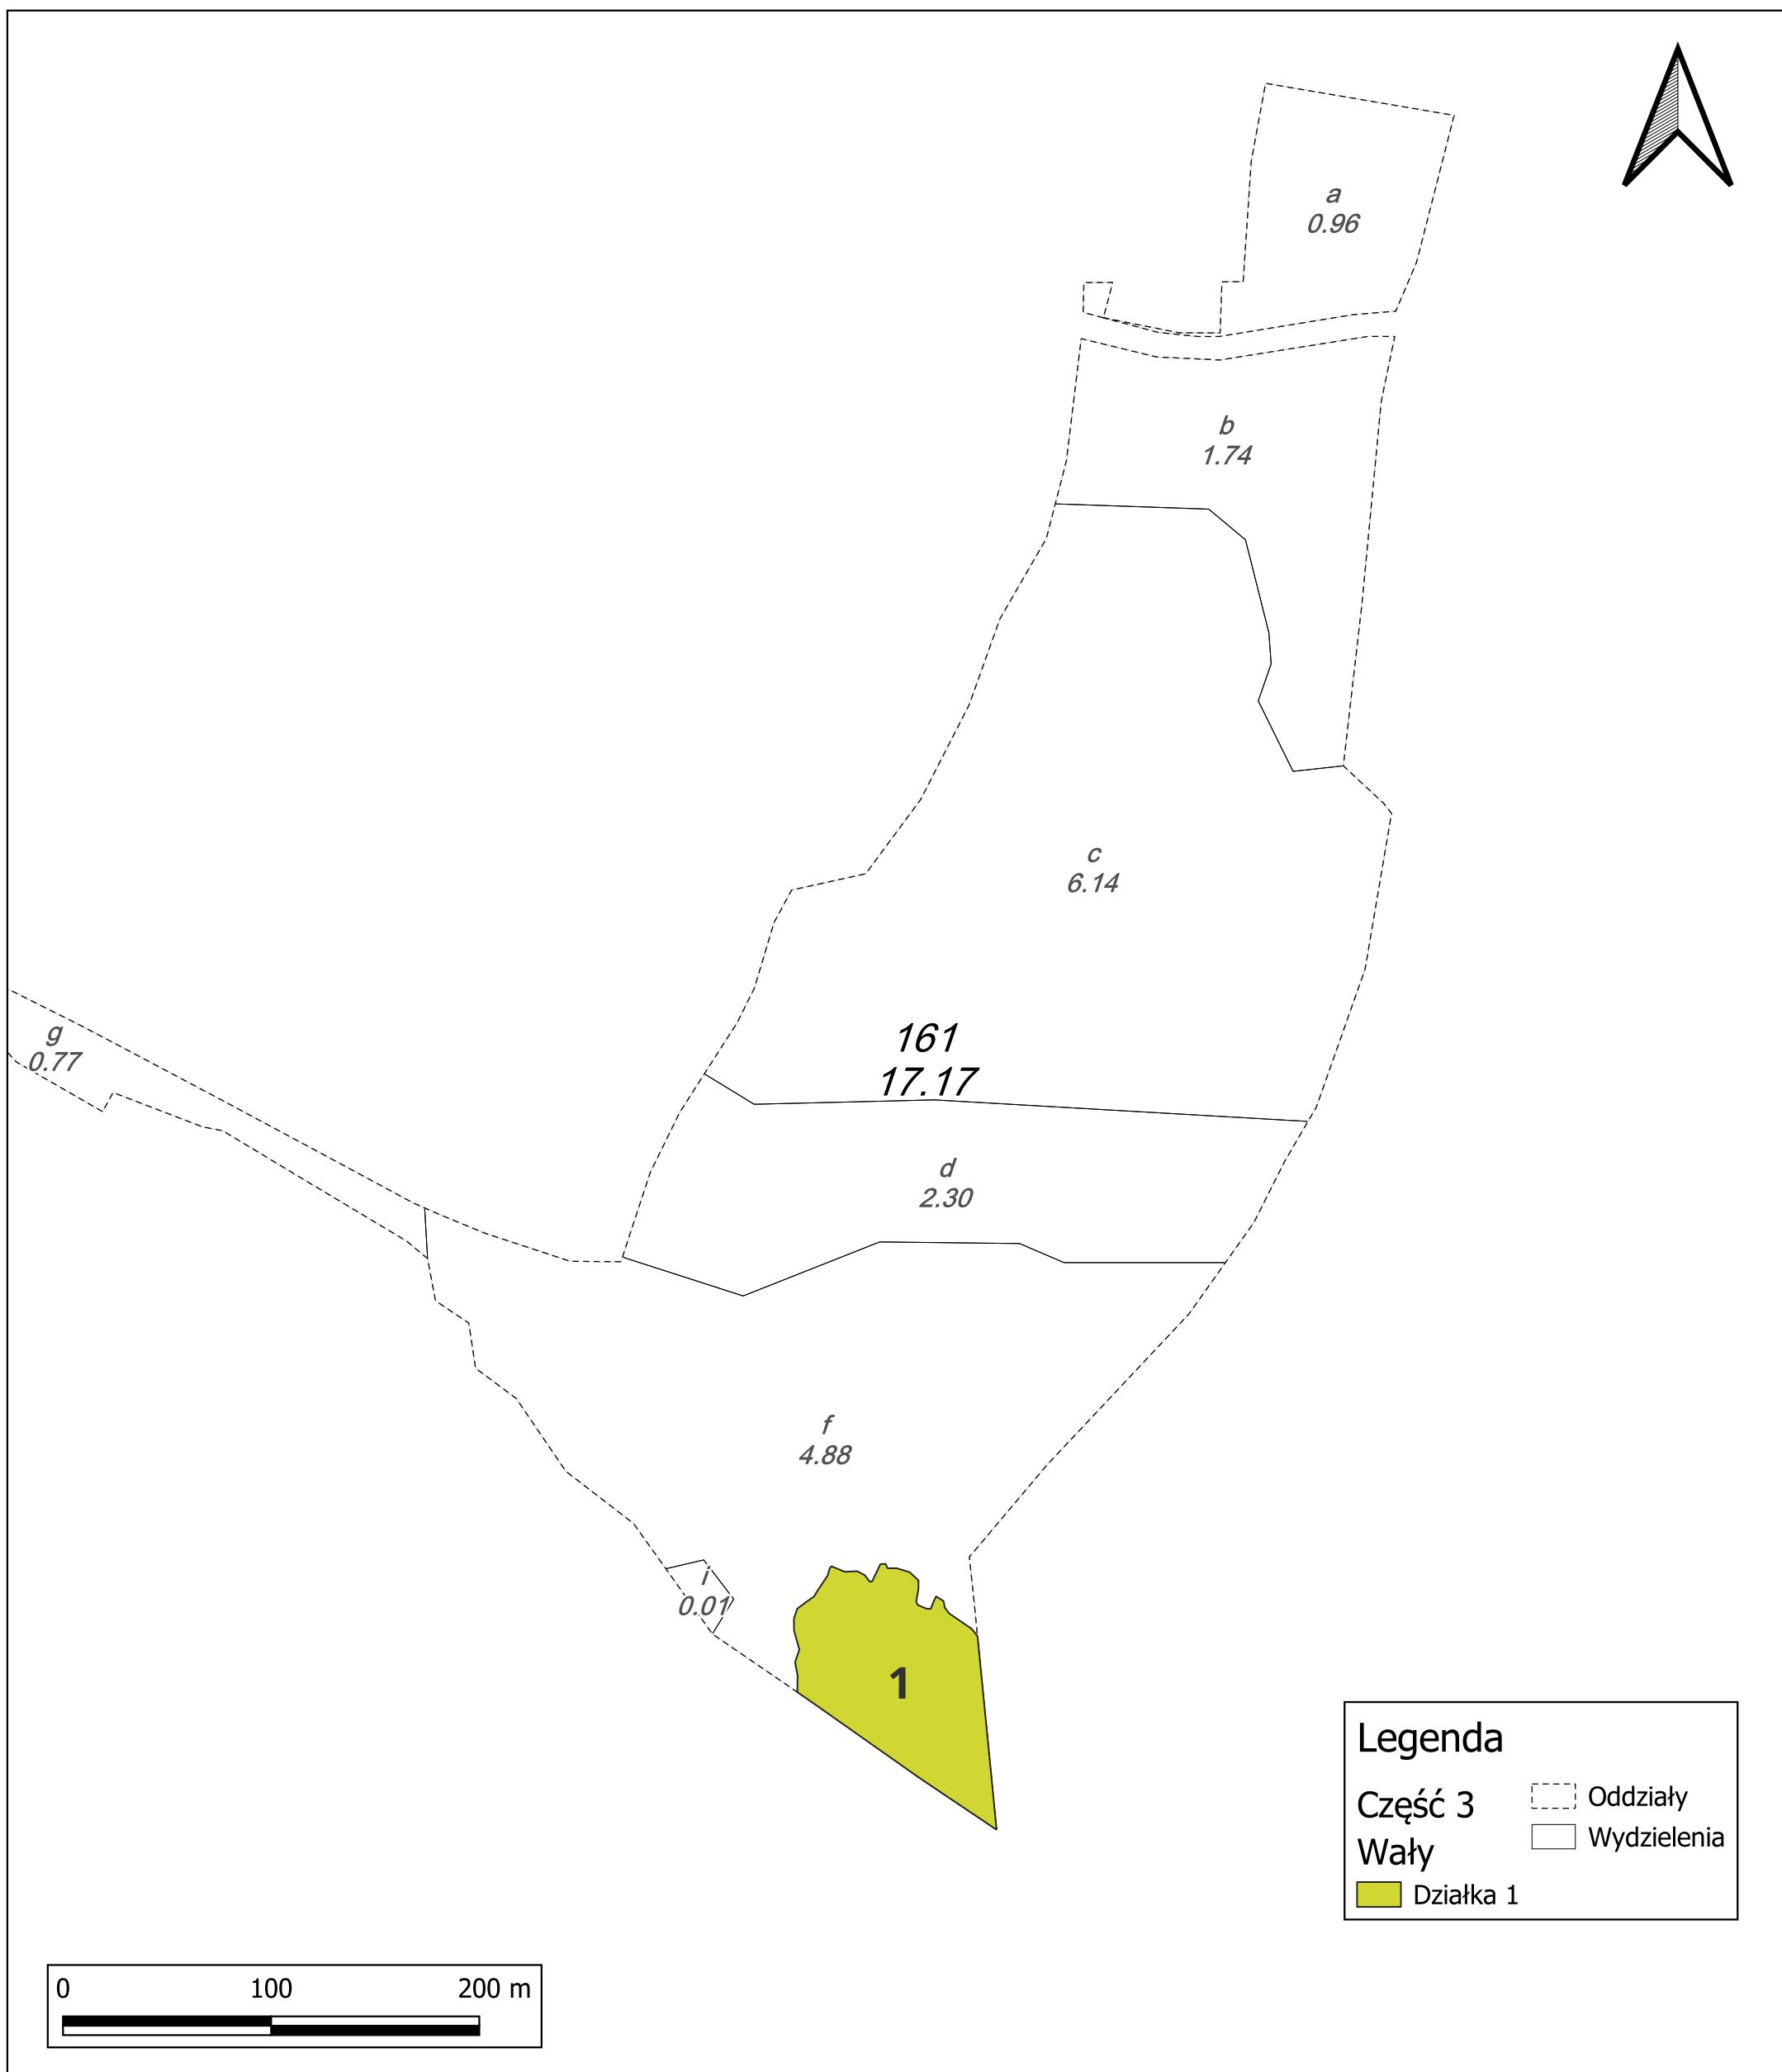 a
0.96
b
1.74
c
6.14
161
17.17
g
0.77
d
2.30
f
4.88
i
0.01
1
Legenda
Część 3
Wały
Działka 1
Oddziały
Wydzielenia
0 100 200 m